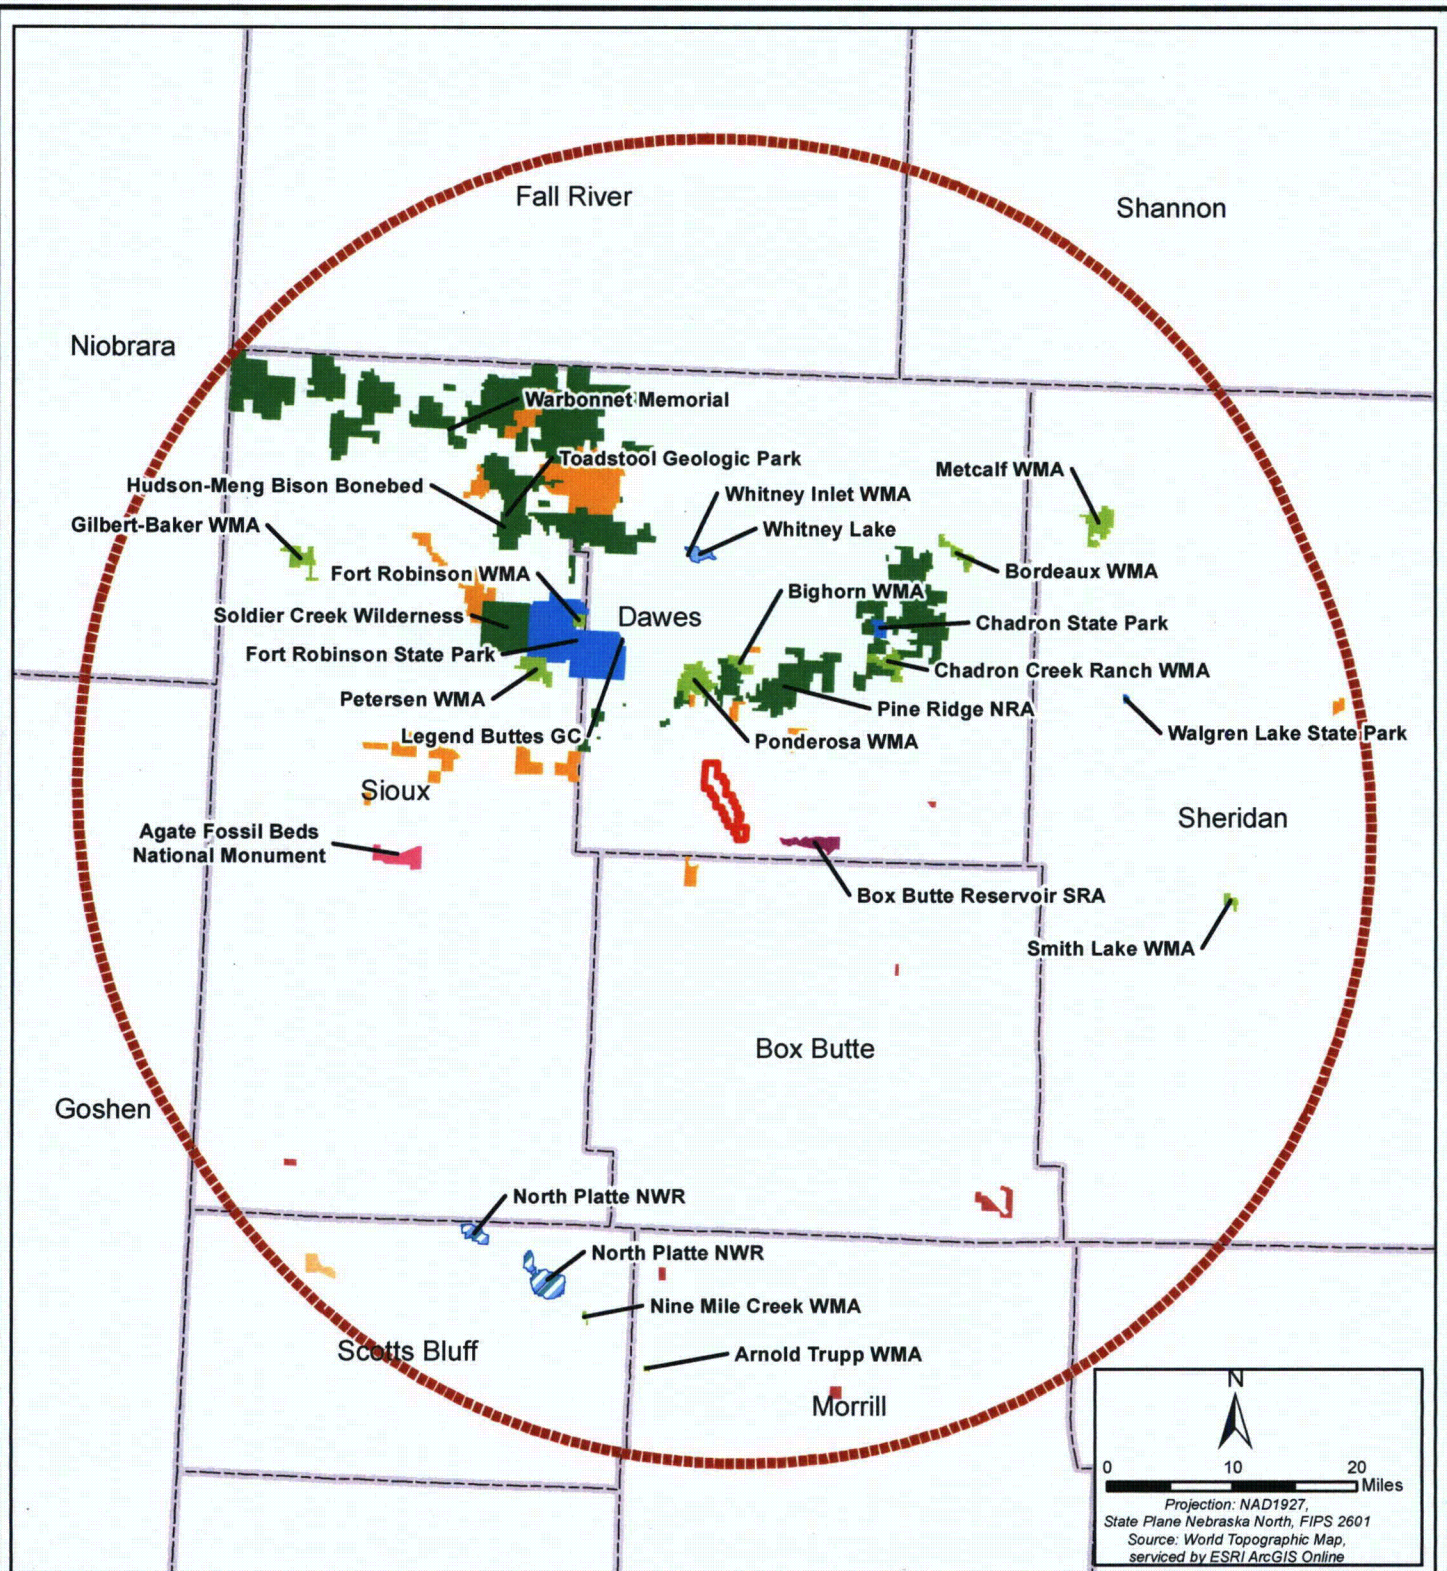 Fall River
Shannon
Niobrara
Warbonnet Memorial
Toadstool Geologic Park
Metcalf WMA
Hudson-Meng Bison Bonebed
Whitney Inlet WMA
Gilbert-Baker WMA
Whitney Lake
Fort Robinson WMA
Bordeaux WMA
Bighorn WMA
Soldier Creek Wilderness
Dawes
Chadron State Park
Fort Robinson State Park
Chadron Creek Ranch WMA
Petersen WMA
Pine Ridge NRA
Legend Buttes GC
Ponderosa WMA
Walgren Lake State Park
Sioux
Sheridan
Agate Fossil Beds
National Monument
Box Butte Reservoir SRA
Smith Lake WMA
Box Butte
Goshen
North Platte NWR
North Platte NWR
Nine Mile Creek WMA
Scotts Bluff
Arnold Trupp WMA
Morrill
N
0 10 20
Miles
Projection: NAD1927,
State Plane Nebraska North, FIPS 2601
Source: World Topographic Map,
serviced by ESRI ArcGIS Online